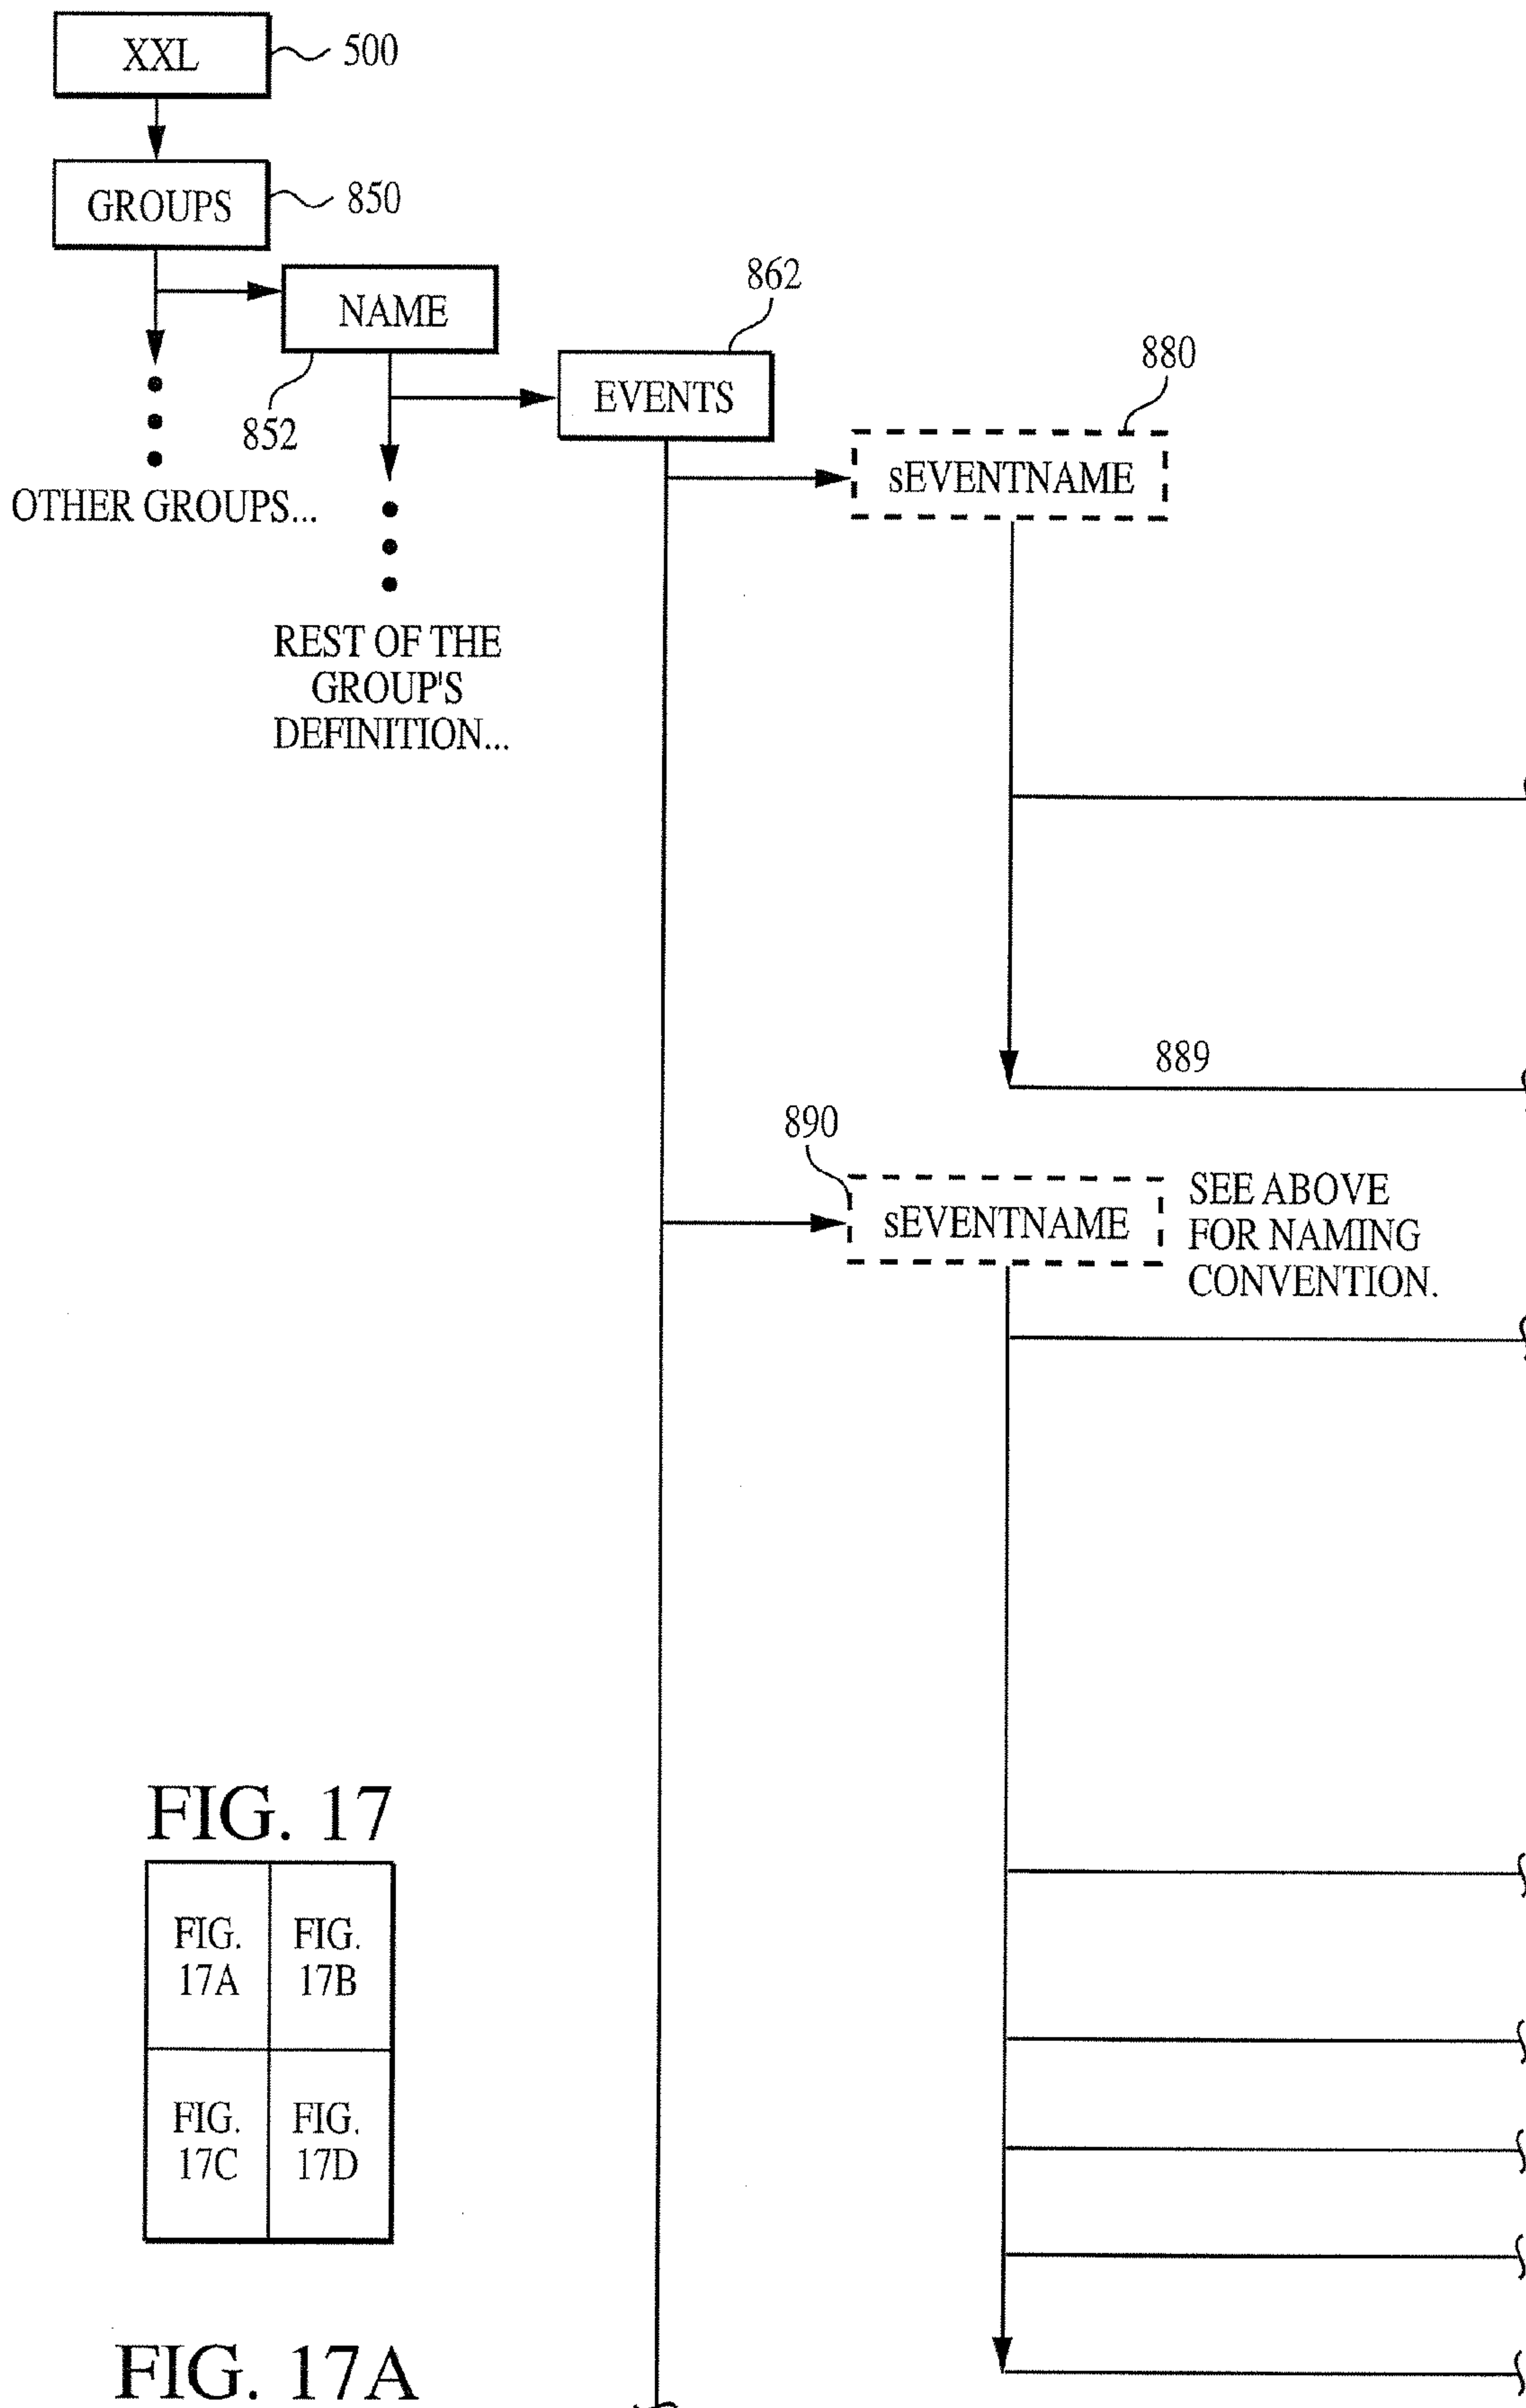 XXL
500
GROUPS
850
NAME
852
862
EVENTS
880
sEVENTNAME
OTHER GROUPS...
REST OF THE
GROUP'S
DEFINITION...
889
890
sEVENTNAME
SEE ABOVE
FOR NAMING
CONVENTION.
FIG. 17
FIG.
17A
FIG.
17B
FIG.
17C
FIG.
17D
FIG. 17A